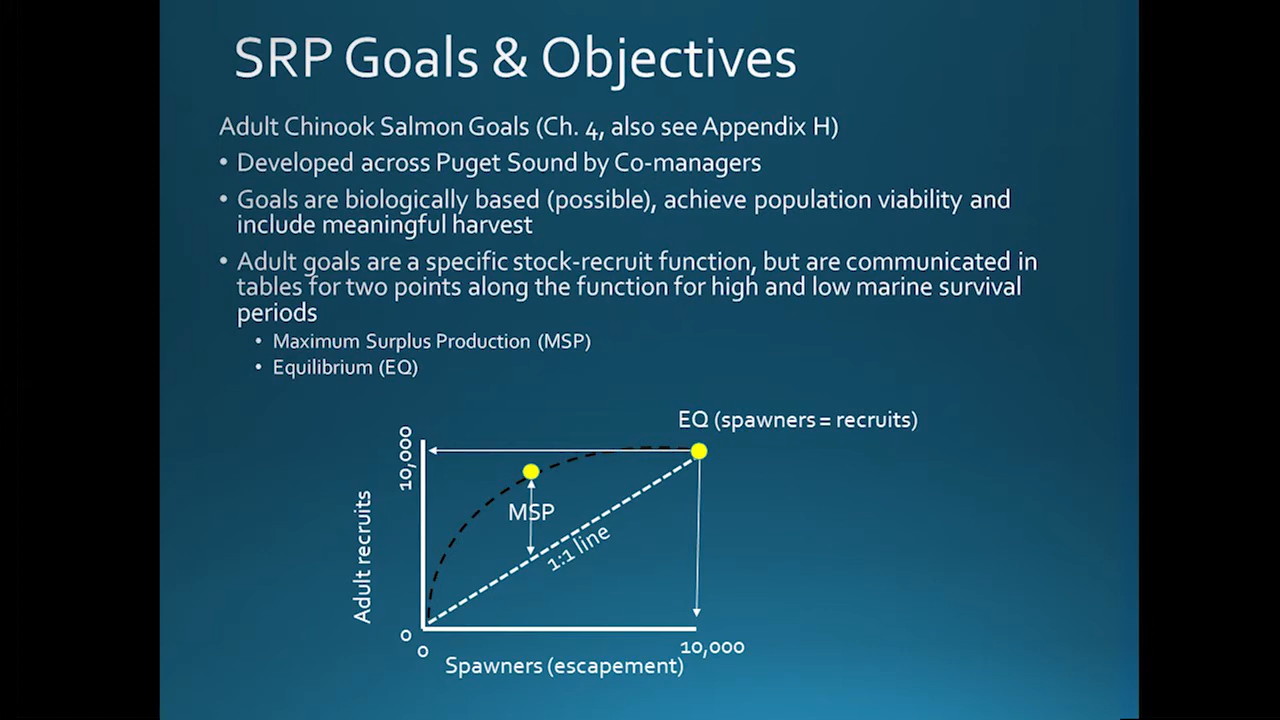 SRP Goals & Objectives
Adult Chinook Salmon Goals (Ch. 4, also see Appendix H)
• Developed across Puget Sound by Co-managers
• Goals are biologically based (possible), achieve population viability and
include meaningful harvest
• Adult goals are a specific stock-recruit function, but are communicated in
tables for two points along the function for high and low marine survival
periods
• Maximum Surplus Production (MSP)
• Equilibrium (EQ)
EQ (spawners = recruits)
10,000
Adult recruits
MSP
1:1 line
0
0
10,000
Spawners (escapement)